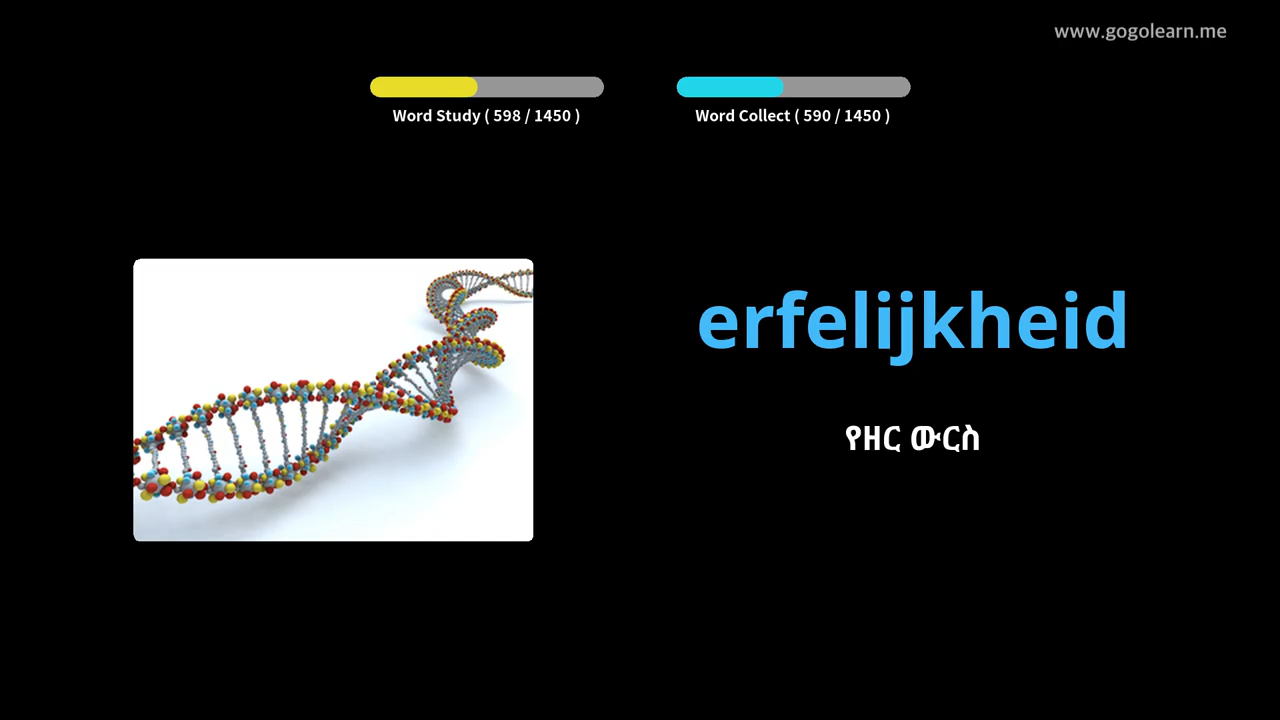 www.gogolearn.me
Word Study ( 598 / 1450 )
Word Collect ( 590 / 1450 )
erfelijkheid
የዘር ውርስ